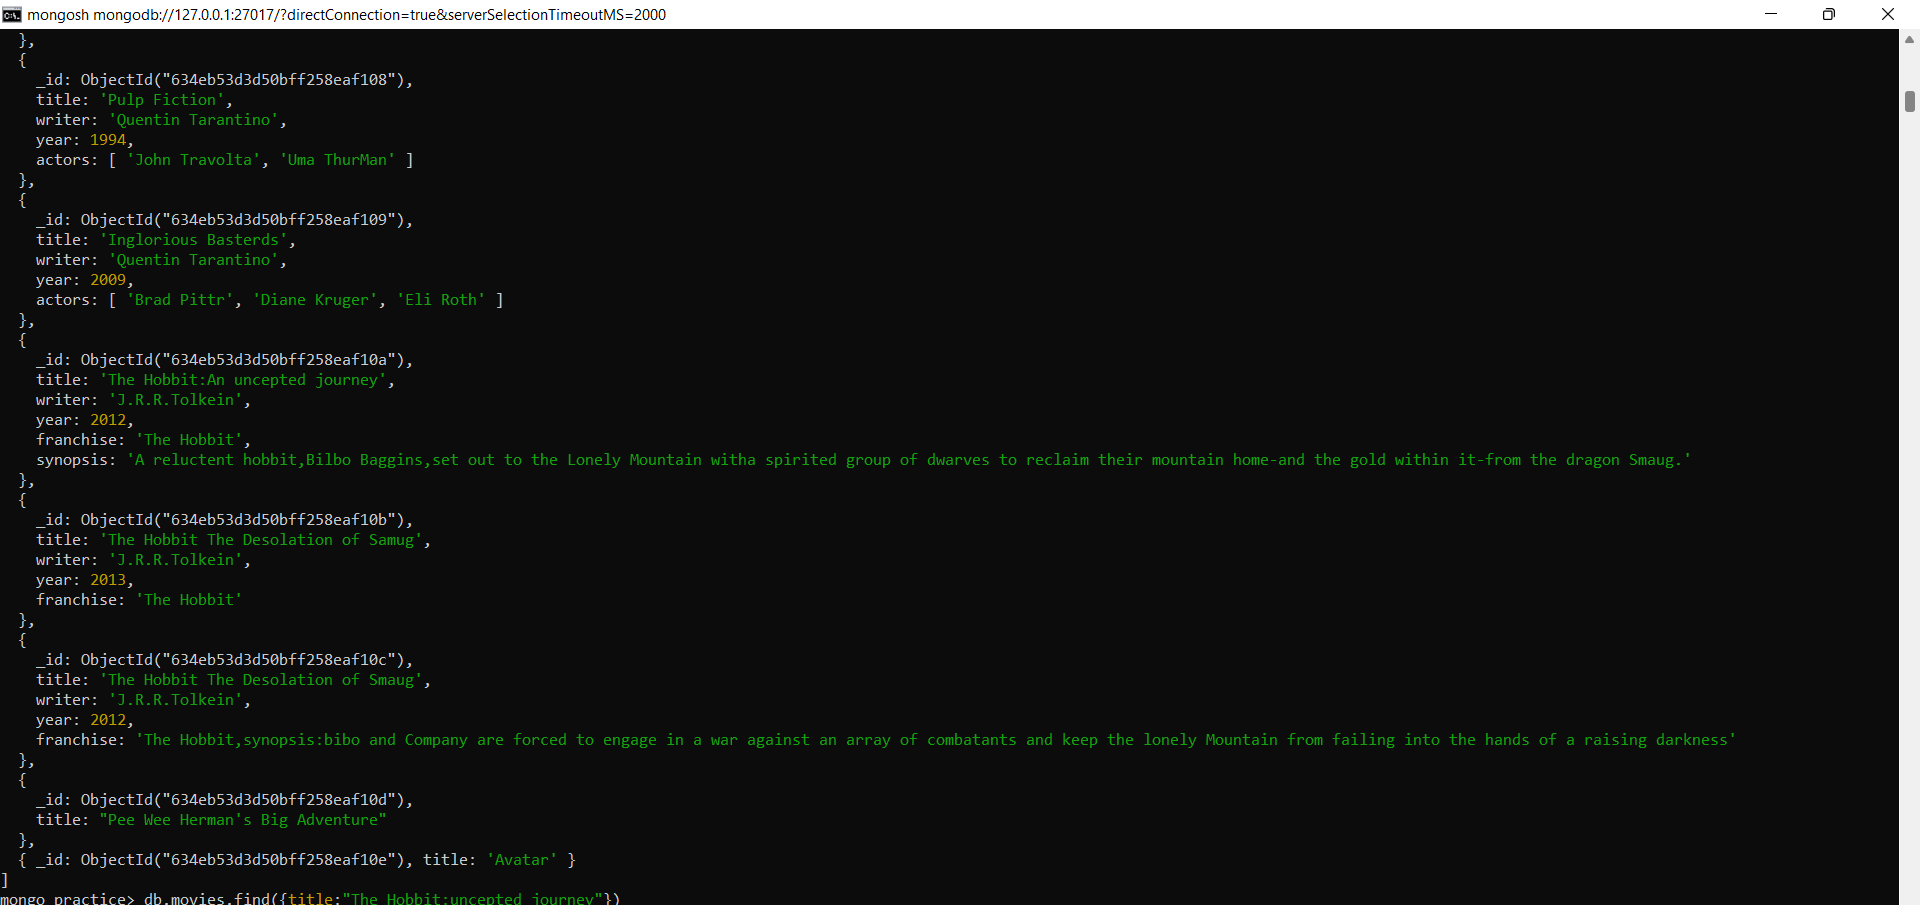 mongosh mongodb://127.0.0.1:27017/?directConnection=true&serverSelectionTimeoutMS=2000
},
{
_id: ObjectId("634eb53d3d50bff258eaf108"),
title: 'Pulp Fiction',
writer: 'Quentin Tarantino',
year: 1994,
actors: [ 'John Travolta', 'Uma ThurMan' ]
},
{
_id: ObjectId("634eb53d3d50bff258eaf109"),
title: 'Inglorious Basterds',
writer: 'Quentin Tarantino',
year: 2009,
actors: [ 'Brad Pittr', 'Diane Kruger', 'Eli Roth' ]
},
{
_id: ObjectId("634eb53d3d50bff258eaf10a"),
title: 'The Hobbit:An uncepted journey',
writer: 'J.R.R.Tolkein',
year: 2012,
franchise: 'The Hobbit',
synopsis: 'A reluctent hobbit,Bilbo Baggins,set out to the Lonely Mountain witha spirited group of dwarves to reclaim their mountain home-and the gold within it-from the dragon Smaug.'
},
{
_id: ObjectId("634eb53d3d50bff258eaf10b"),
title: 'The Hobbit The Desolation of Samug',
writer: 'J.R.R.Tolkein',
year: 2013,
franchise: 'The Hobbit'
},
{
_id: ObjectId("634eb53d3d50bff258eaf10c"),
title: 'The Hobbit The Desolation of Smaug',
writer: 'J.R.R.Tolkein',
year: 2012,
franchise: 'The Hobbit,synopsis:bibo and Company are forced to engage in a war against an array of combatants and keep the lonely Mountain from failing into the hands of a raising darkness'
},
{
_id: ObjectId("634eb53d3d50bff258eaf10d"),
title: "Pee Wee Herman's Big Adventure"
},
{ _id: ObjectId("634eb53d3d50bff258eaf10e"), title: 'Avatar' }
]
mongo practice> db.movies.find({title:"The Hobbit:uncepted journey"})